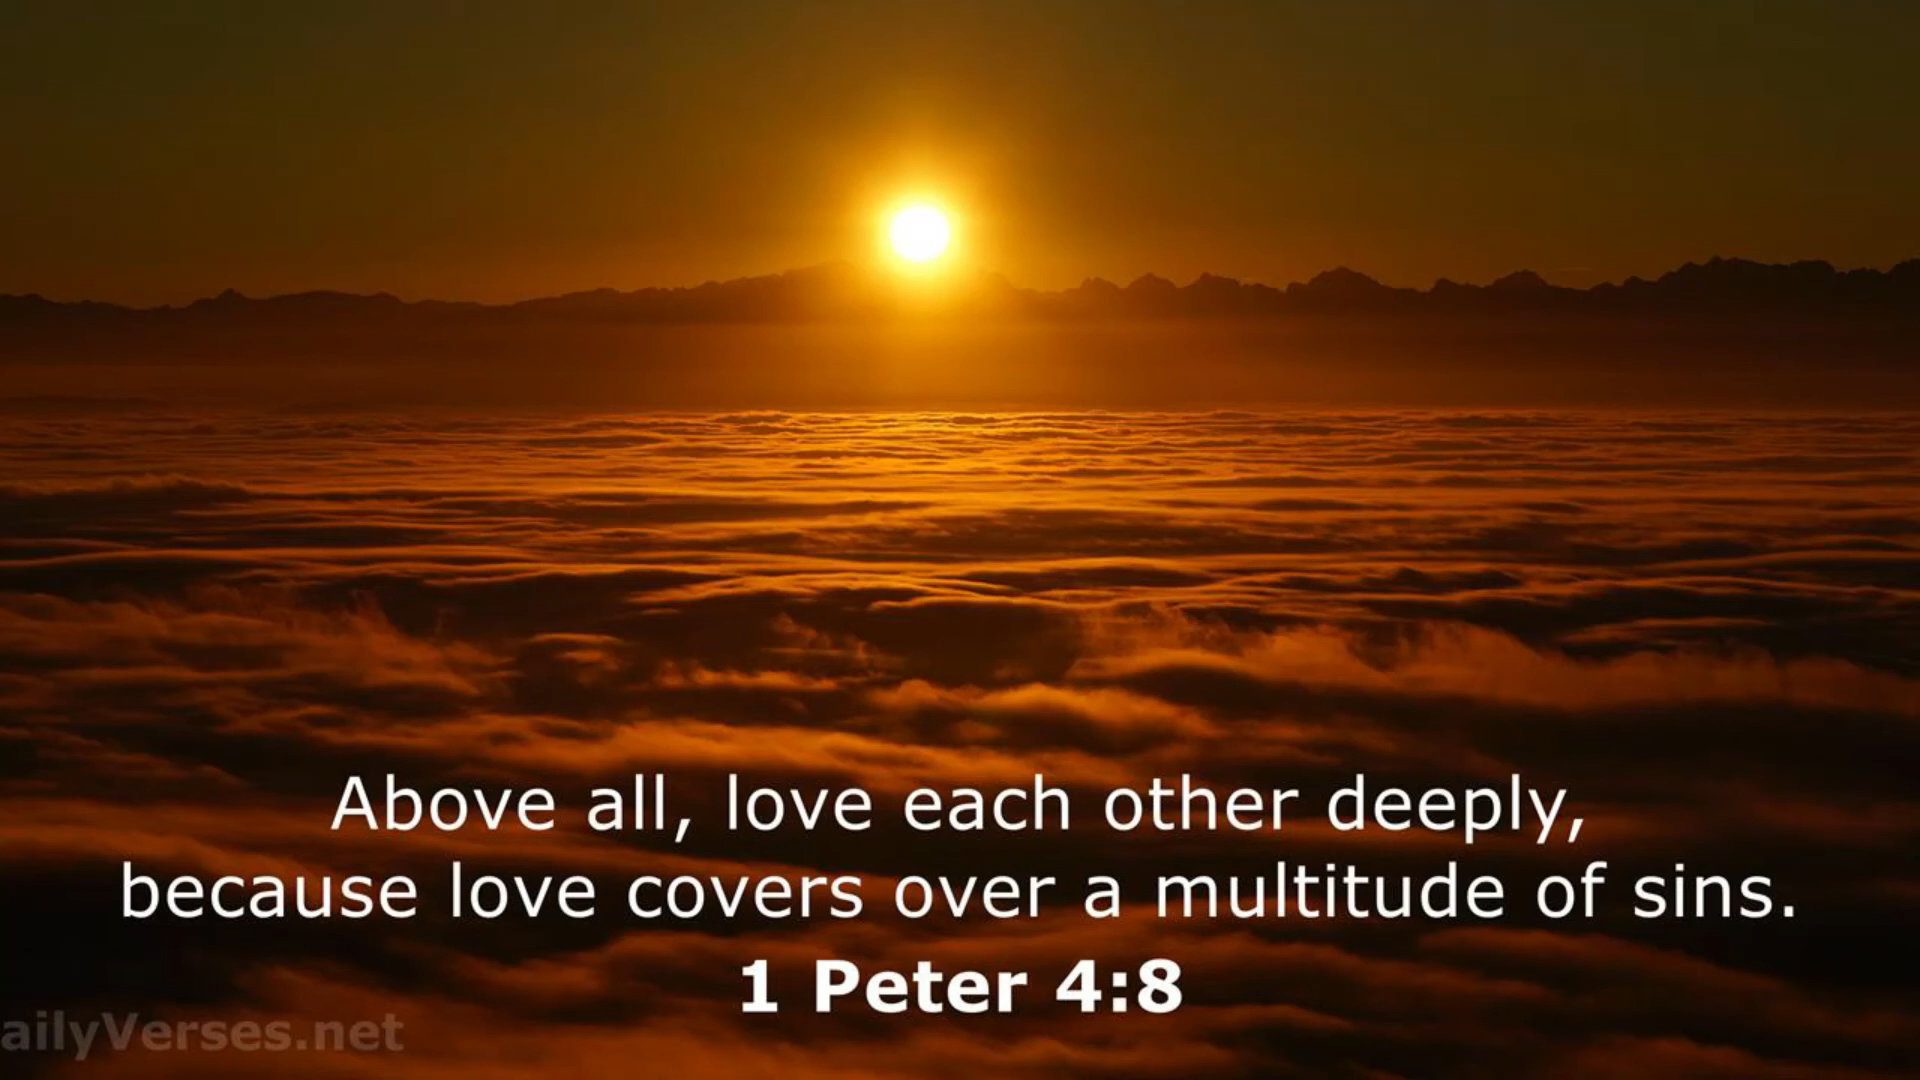 Above all, love each other deeply,
because love covers over a multitude of sins.
1 Peter 4:8
ailyVerses.net